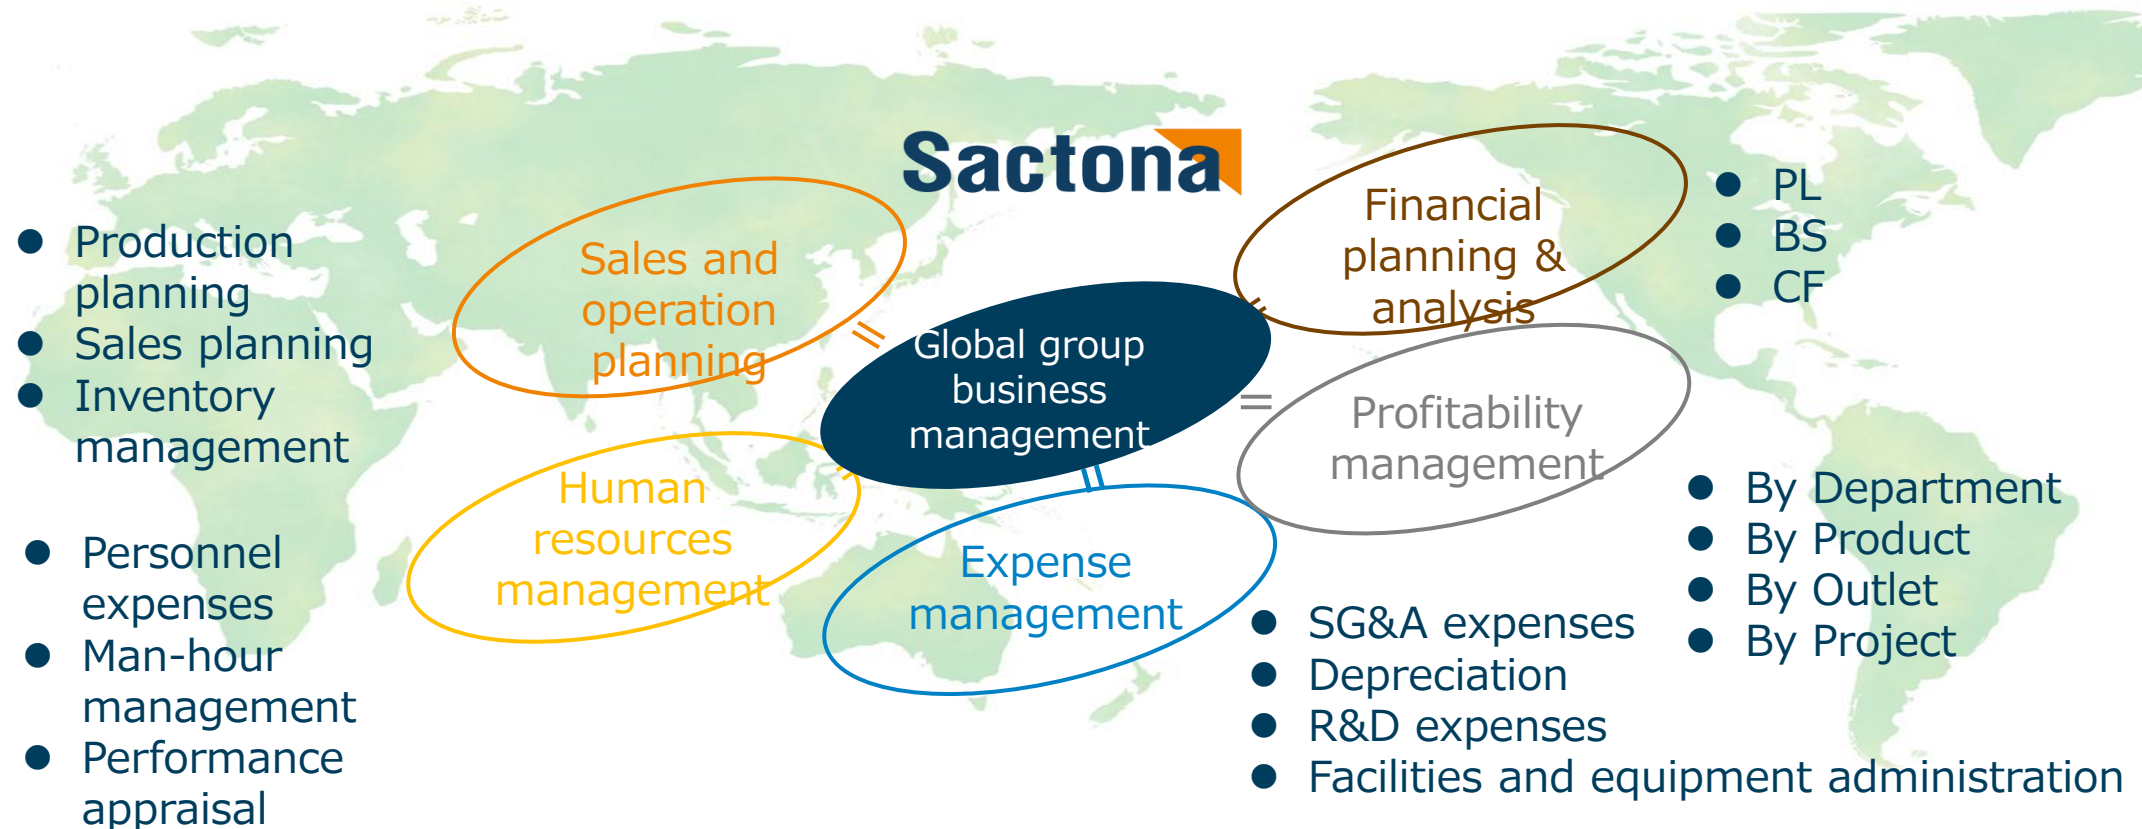 Sactona
Production
planning
Sales planning
Inventory
management
Sales and
operation
planning
Global group
business
management
Financial
planning &
analysis
PL
BS
CF
Profitability
management
By Department
By Product
By Outlet
By Project
Human
resources
management
Personnel
expenses
Man-hour
management
Performance
appraisal
Expense
management
SG&A expenses
Depreciation
R&D expenses
Facilities and equipment administration